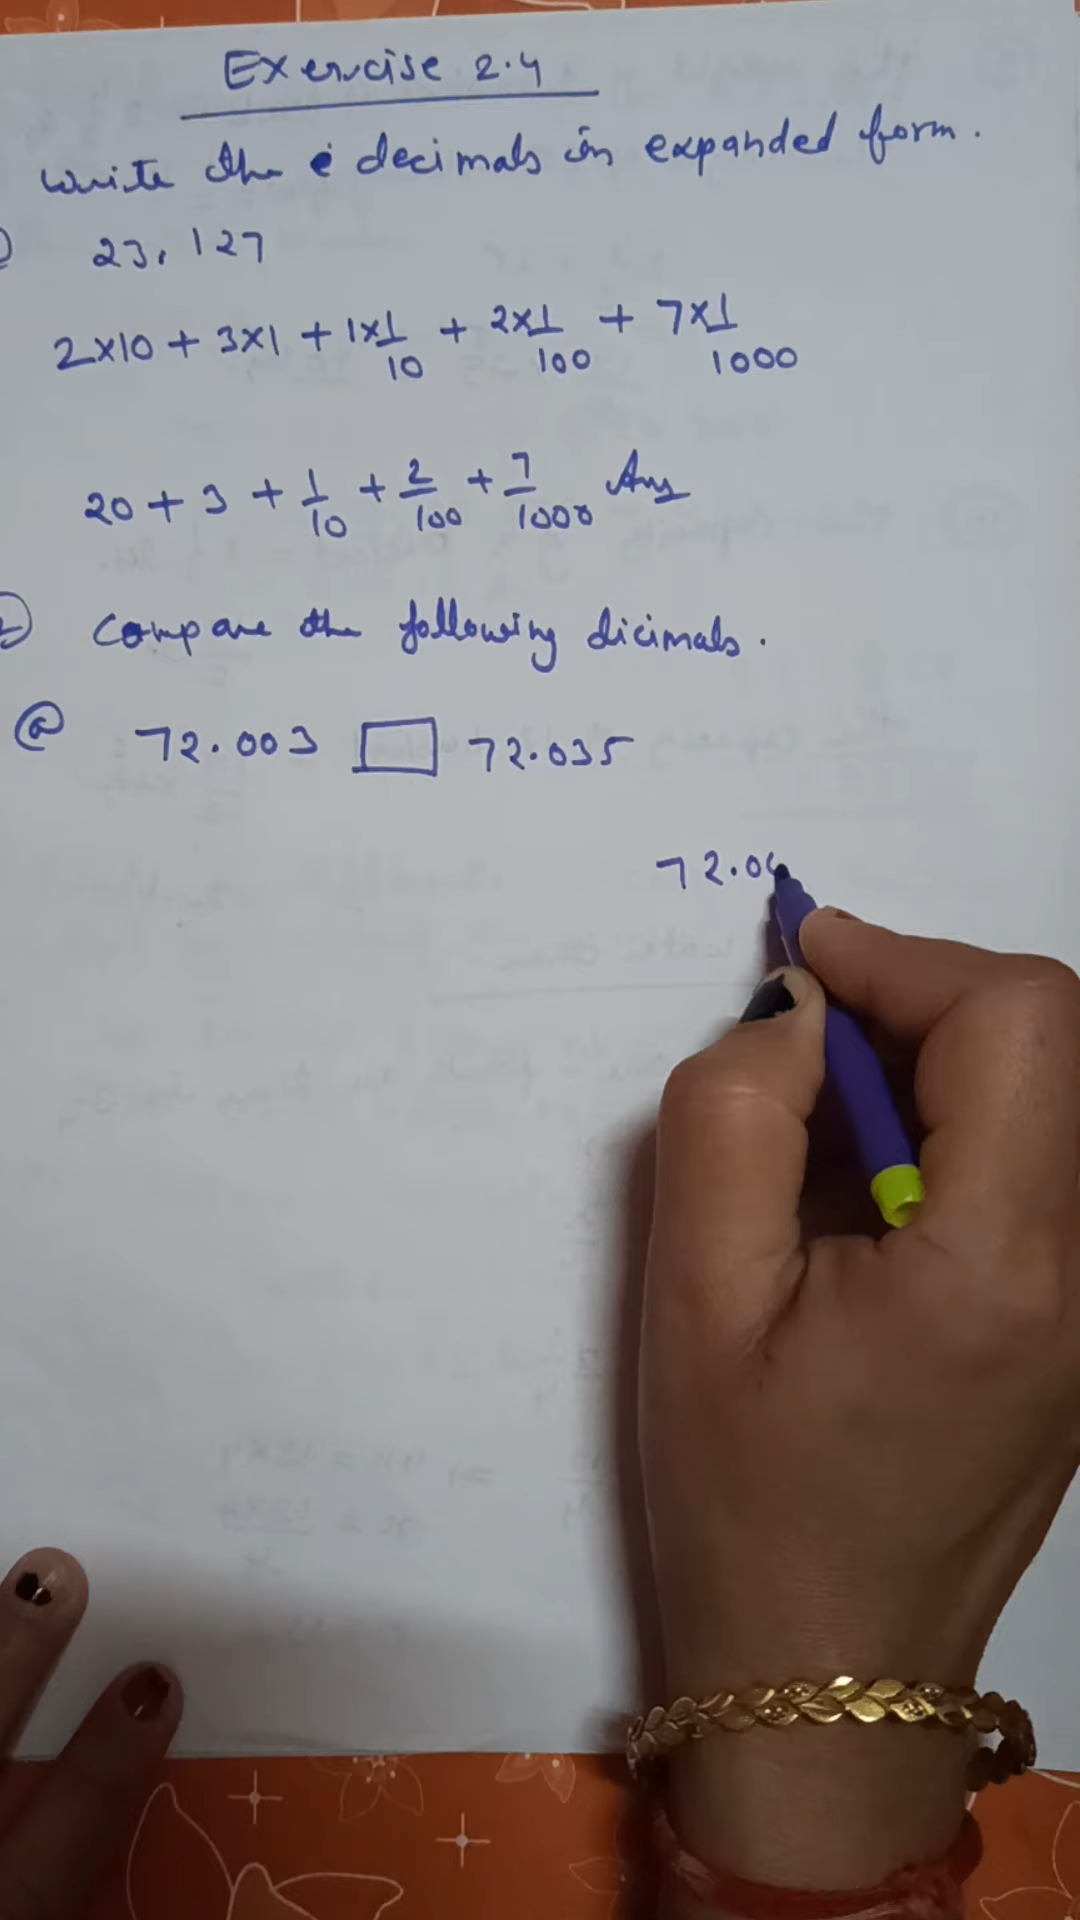 Exercise 2.4
Write the decimals in expanded form.
23.127
2×10 + 3×1 + 1×1/10 + 2×1/100 + 7×1/1000
20 + 3 + 1/10 + 2/100 + 7/1000 Ans
Compare the following dicimals.
@ 72.003 □ 72.035
72.00